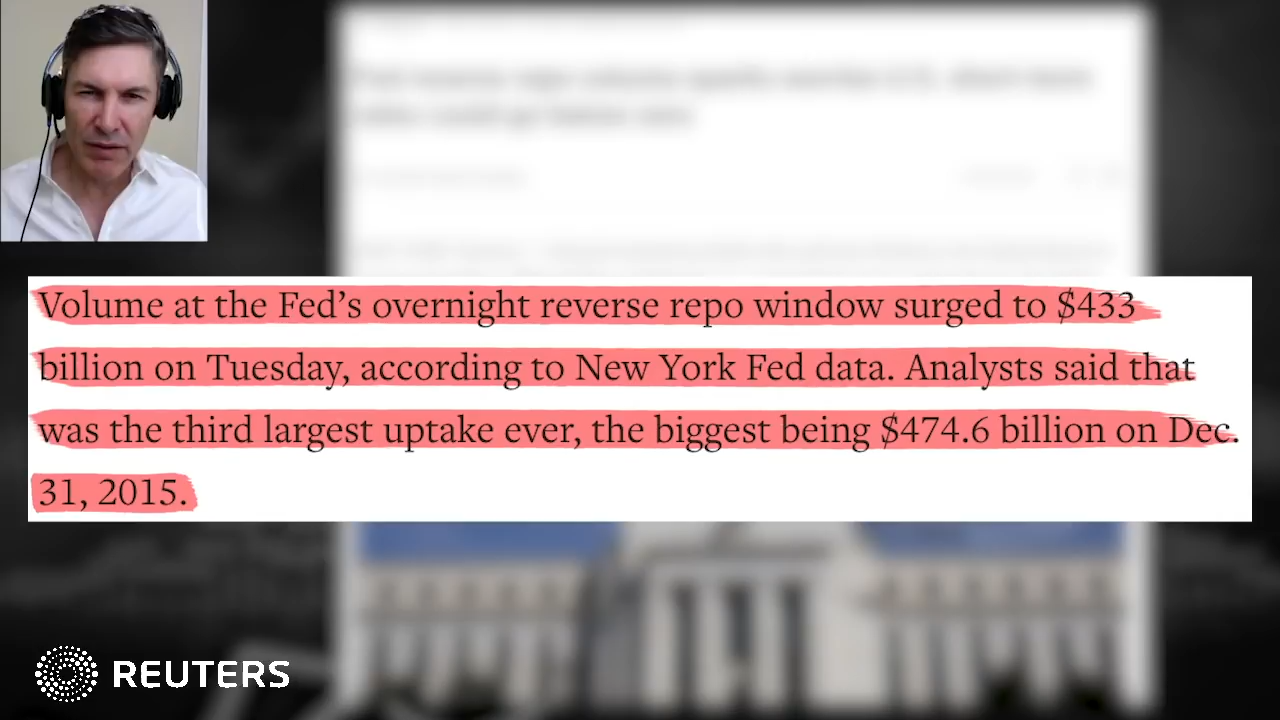 Volume at the Fed’s overnight reverse repo window surged to $433
billion on Tuesday, according to New York Fed data. Analysts said that
was the third largest uptake ever, the biggest being $474.6 billion on Dec.
31, 2015.
REUTERS